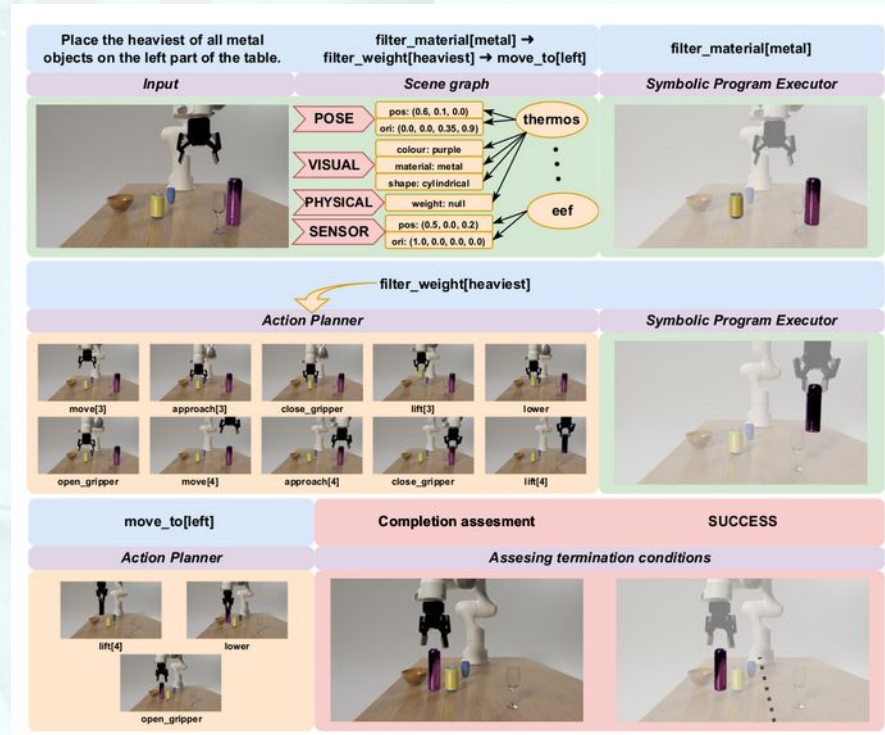 Place the heaviest of all metal
objects on the left part of the table.
filter_material[metal] ➔
filter_weight[heaviest] ➔ move_to[left]
filter_material[metal]
Input
Scene graph
Symbolic Program Executor
POSE
pos: (0.6, 0.1, 0.0)
ori: (0.0, 0.0, 0.35, 0.9)
thermos
VISUAL
colour: purple
material: metal
shape: cylindrical
PHYSICAL
weight: null
eef
SENSOR
pos: (0.5, 0.0, 0.2)
ori: (1.0, 0.0, 0.0, 0.0)
filter_weight[heaviest]
Action Planner
Symbolic Program Executor
move[3]
approach[3]
close_gripper
lift[3]
lower
open_gripper
move[4]
approach[4]
close_gripper
lift[4]
move_to[left]
Completion assesment
SUCCESS
Action Planner
Assesing termination conditions
lift[4]
lower
open_gripper